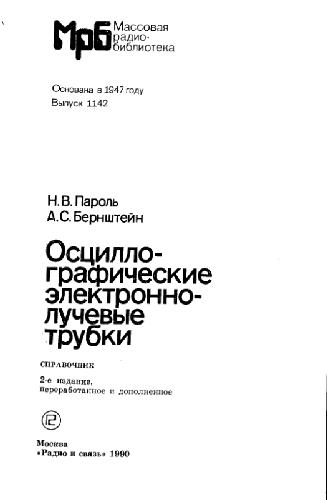 МрБ
Массовая
радио-
библиотека
Основана в 1947 году
Выпуск 1142
Н.В. Пароль
А.С. Бернштейн
Осцилло-
графические
электронно-
лучевые
трубки
СПРАВОЧНИК
2-е издание,
переработанное и дополненное
Москва
«Радио и связь» 1990